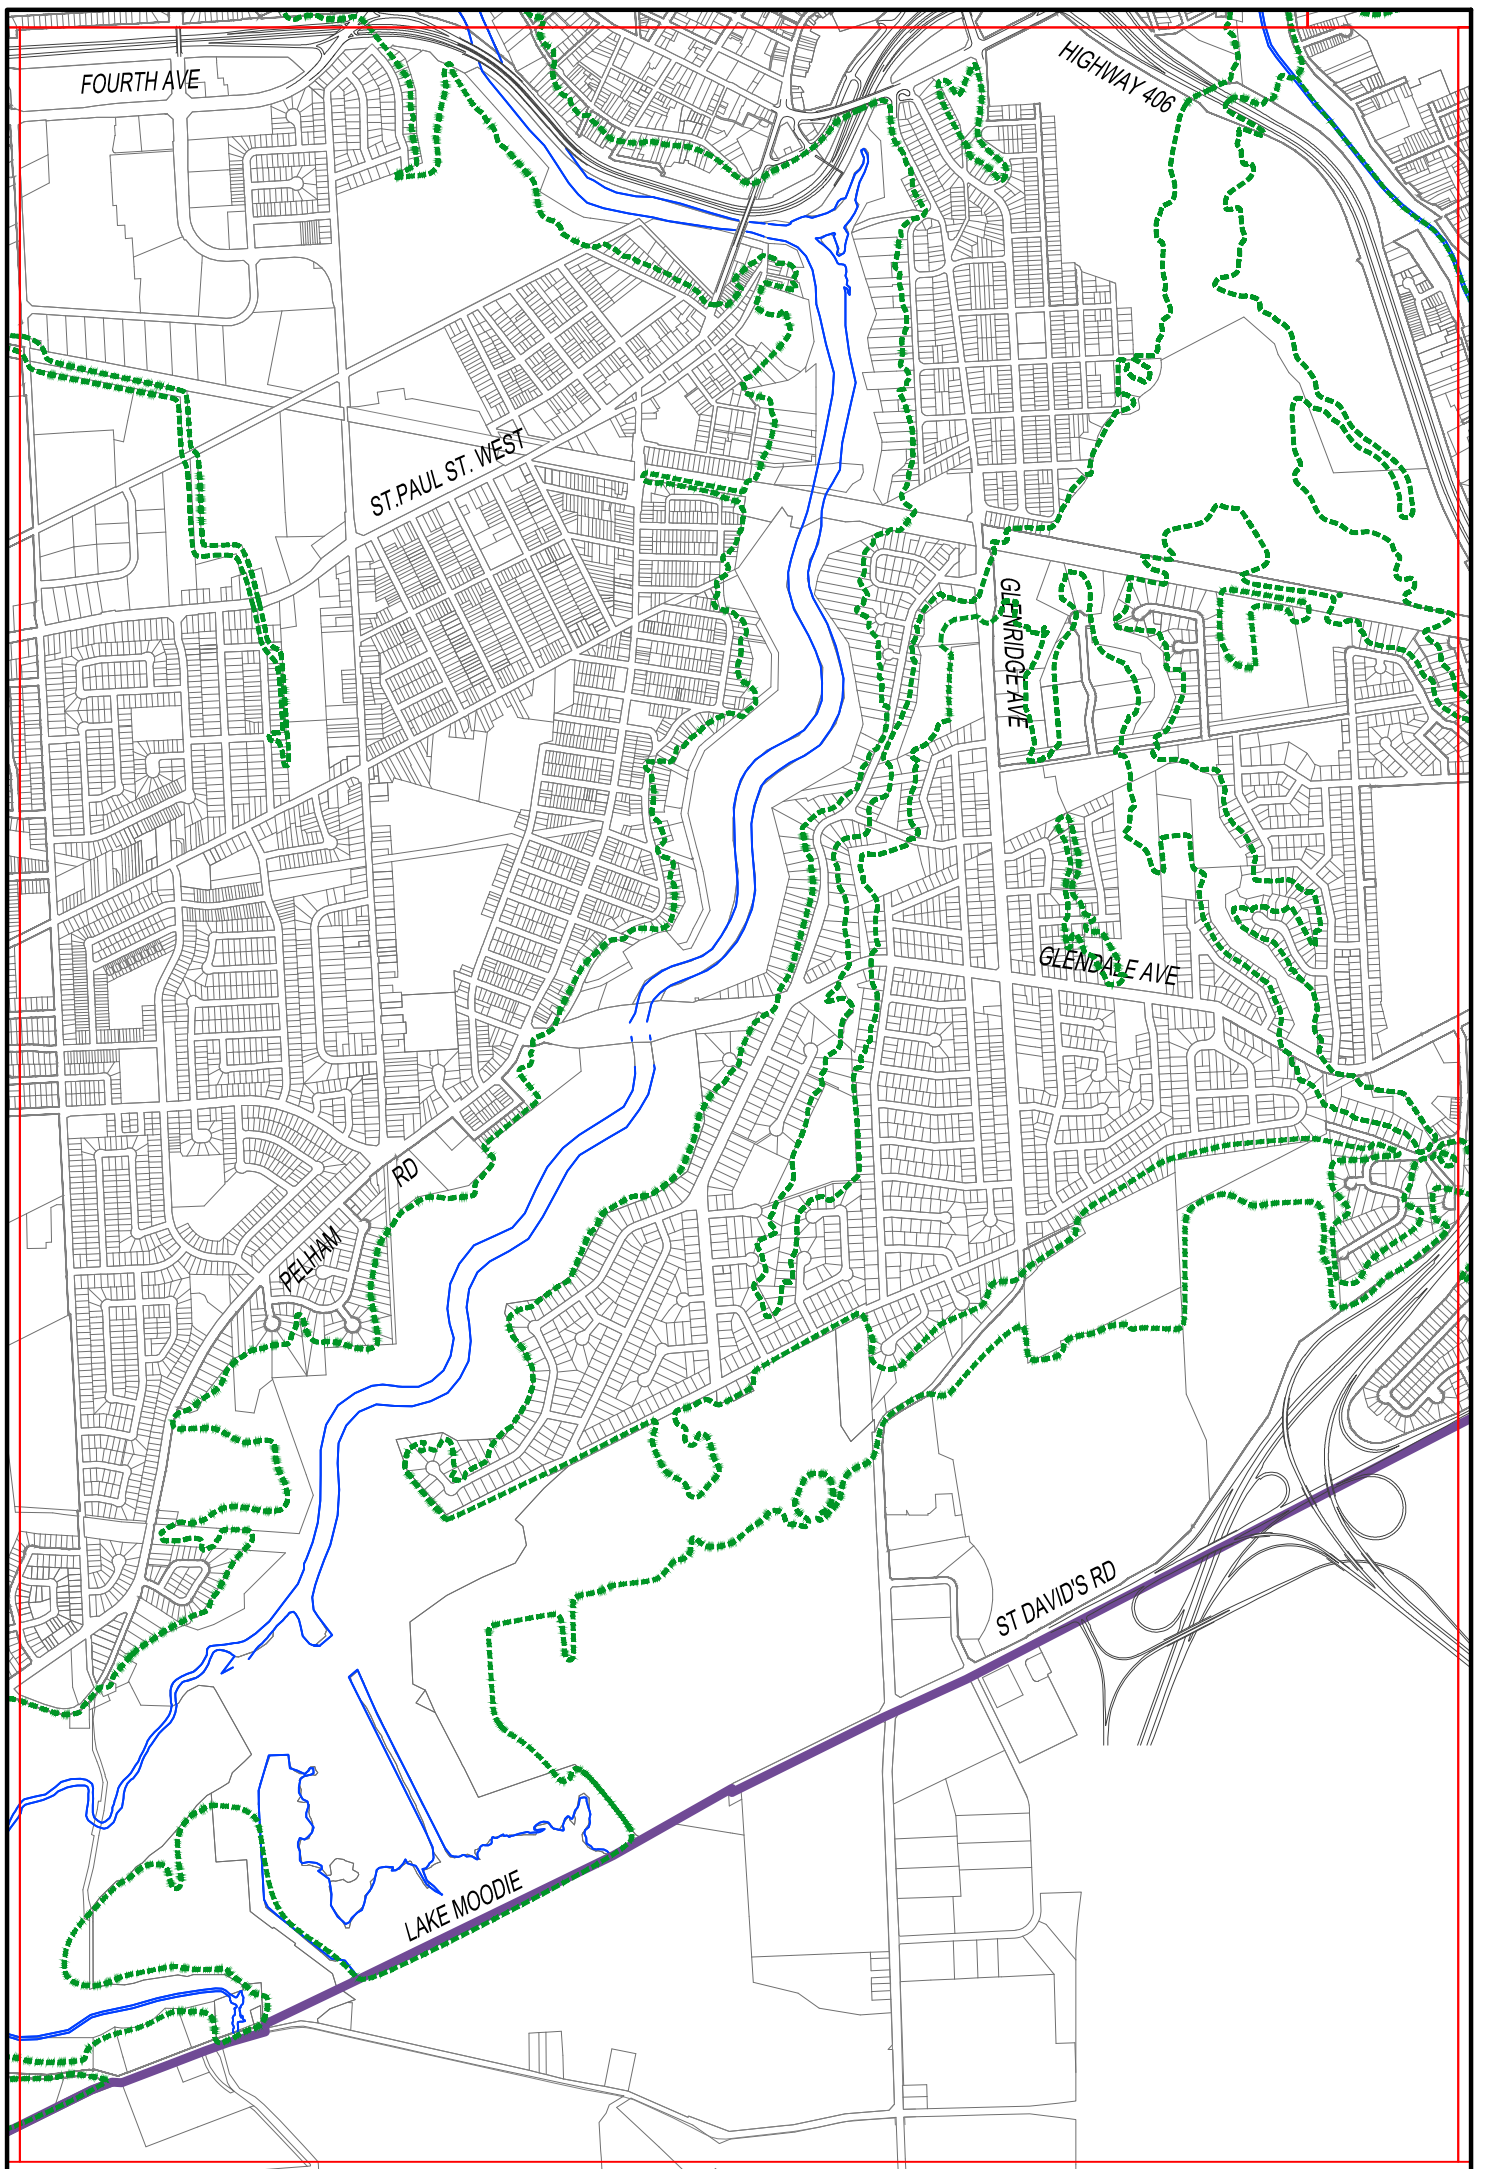 FOURTH AVE
HIGHWAY 406
ST.PAUL ST. WEST
GLENRIDGE AVE
GLENDALE AVE
PELHAM RD
ST DAVID'S RD
LAKE MOODIE